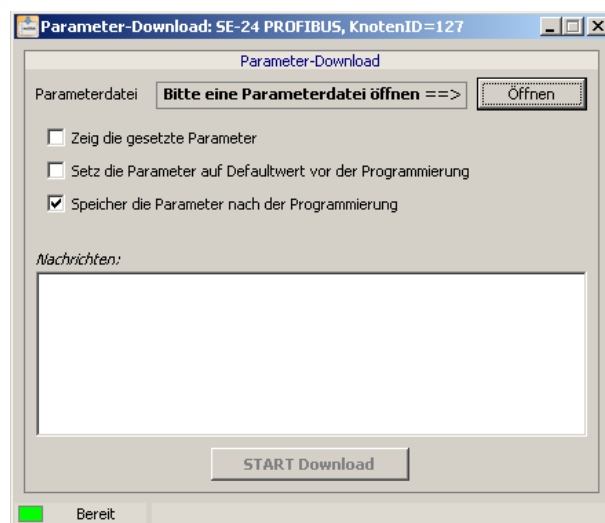 Parameter-Download: SE-24 PROFIBUS, KnotenID=127
Parameter-Download
Parameterdatei Bitte eine Parameterdatei öffnen ==> Öffnen
Zeig die gesetzte Parameter
Setz die Parameter auf Defaultwert vor der Programmierung
Speicher die Parameter nach der Programmierung
Nachrichten:
START Download
Bereit